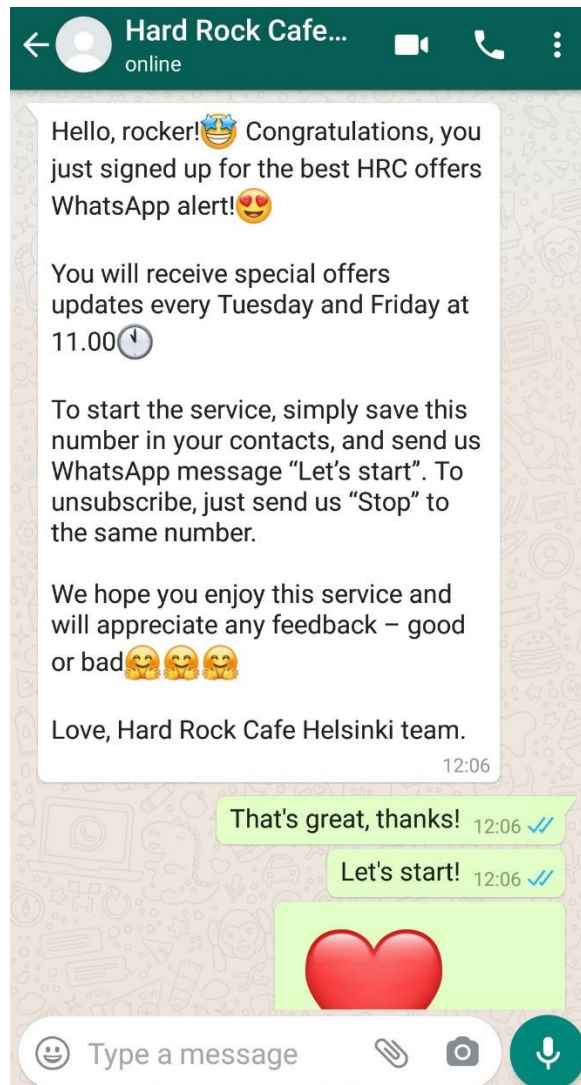 Hard Rock Cafe...
online
Hello, rocker!🤩 Congratulations, you
just signed up for the best HRC offers
WhatsApp alert!😍
You will receive special offers
updates every Tuesday and Friday at
11.00🕚
To start the service, simply save this
number in your contacts, and send us
WhatsApp message “Let’s start”. To
unsubscribe, just send us “Stop” to
the same number.
We hope you enjoy this service and
will appreciate any feedback – good
or bad🤗🤗🤗
Love, Hard Rock Cafe Helsinki team.
12:06
That's great, thanks! 12:06
Let's start! 12:06
Type a message